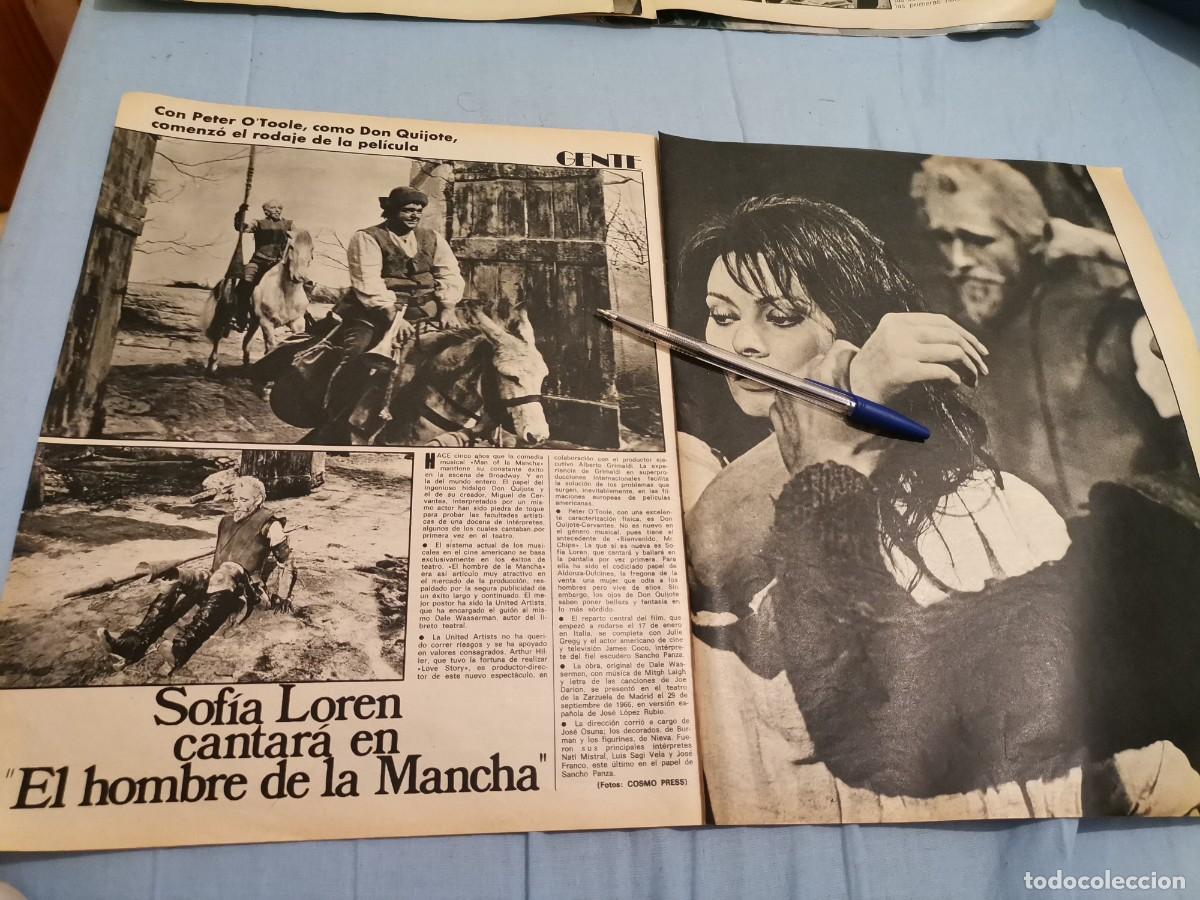 las primeras
Con Peter O'Toole, como Don Quijote,
comenzó el rodaje de la película
GENTE
HACE cinco años que la comedia
musical «Man of la Mancha»
mantiene su constante éxito
en la escena de Broadway. Y en
la del mundo entero. El papel del
ingenioso hidalgo Don Quijote y
el de su creador, Miguel de Cer-
vantes, interpretados por un mis-
mo actor han sido piedra de toque
para probar las facultades artísti-
cas de una docena de intérpretes,
algunos de los cuales cantaban por
primera vez en el teatro.
● El sistema actual de los musi-
cales en el cine americano se basa
exclusivamente en los éxitos de
teatro. «El hombre de la Mancha»
era así artículo muy atractivo en
el mercado de la producción, res-
paldado por la segura publicidad de
un éxito largo y continuado. El me-
jor postor ha sido la United Artists,
que ha encargado el guión al mis-
mo Dale Wasserman, autor del li-
breto teatral.
● La United Artists no ha queri-
do correr riesgos y se ha apoyado
en valores consagrados. Arthur Hil-
ler, que tuvo la fortuna de realizar
«Love Story», es productor-direc-
tor de este nuevo espectáculo, en
colaboración con el productor eje-
cutivo Alberto Grimaldi. La expe-
riencia de Grimaldi en superpro-
ducciones internacionales facilita
la solución de los problemas que
surgen, inevitablemente, en las fil-
maciones europeas de películas
americanas.
● Peter O'Toole, con una excelen-
te caracterización física, es Don
Quijote-Cervantes. No es nuevo en
el género musical, pues tiene el
antecedente de «Bienvenido, Mr.
Chips». La que sí es nueva es So-
fía Loren, que cantará y bailará en
la pantalla por vez primera. Para
ella ha sido el codiciado papel de
Aldonza-Dulcinea, la fregona de la
venta, una mujer que odia a los
hombres pero vive de ellos. Sin
embargo, los ojos de Don Quijote
saben poner belleza y fantasía en
lo más sórdido.
● El reparto central del film, que
empezó a rodarse el 17 de enero
en Italia, se completa con Julie
Gregg y el actor americano de cine
y televisión James Coco, intérpre-
te del fiel escudero Sancho Panza.
● La obra, original de Dale Was-
sermen, con música de Mitgh Laigh
y letra de las canciones de Joe
Darion, se presentó en el teatro
de la Zarzuela de Madrid el 29 de
septiembre de 1966, en versión es-
pañola de José López Rubio.
● La dirección corrió a cargo de
José Osuna; los decorados, de Bur-
man y los figurines, de Nieva. Fue-
ron sus principales intérpretes
Nati Mistral, Luis Sagi Vela y José
Franco, este último en el papel de
Sancho Panza.
(Fotos: COSMO PRESS)
Sofía Loren
cantará en
"El hombre de la Mancha"
todocoleccion